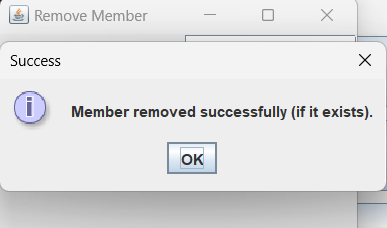 Remove Member
Success
Member removed successfully (if it exists).
OK